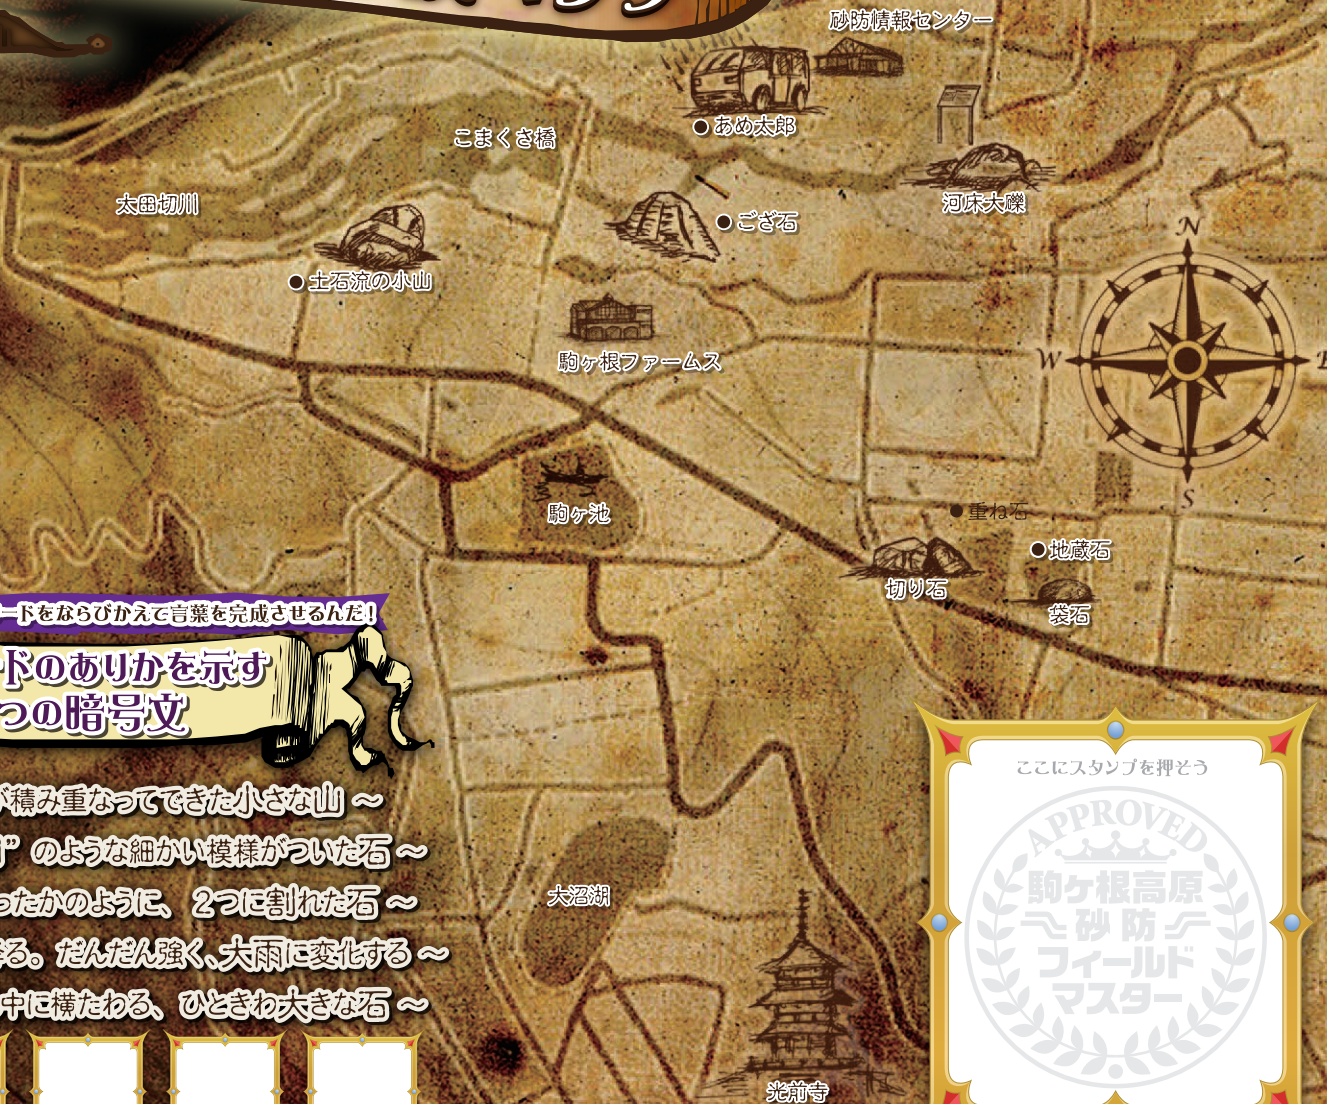 砂防情報センター
あめ太郎
こまくさ橋
太田切川
河床大礫
ござ石
土石流の小山
N
W
S
駒ヶ根ファームス
駒ヶ池
重ね石
地蔵石
切り石
袋石
ードをならびかえて言葉を完成させるんだ!
ドのありかを示す
つの暗号文
積み重なってできた小さな山 ～
”のような細かい模様がついた石 ～
ったかのように、2つに割れた石 ～
る。だんだん強く、大雨に変化する ～
中に横たわる、ひときわ大きな石 ～
大沼湖
光前寺
ここにスタンプを押そう
APPROVED
駒ヶ根高原
砂防
フィールド
マスター